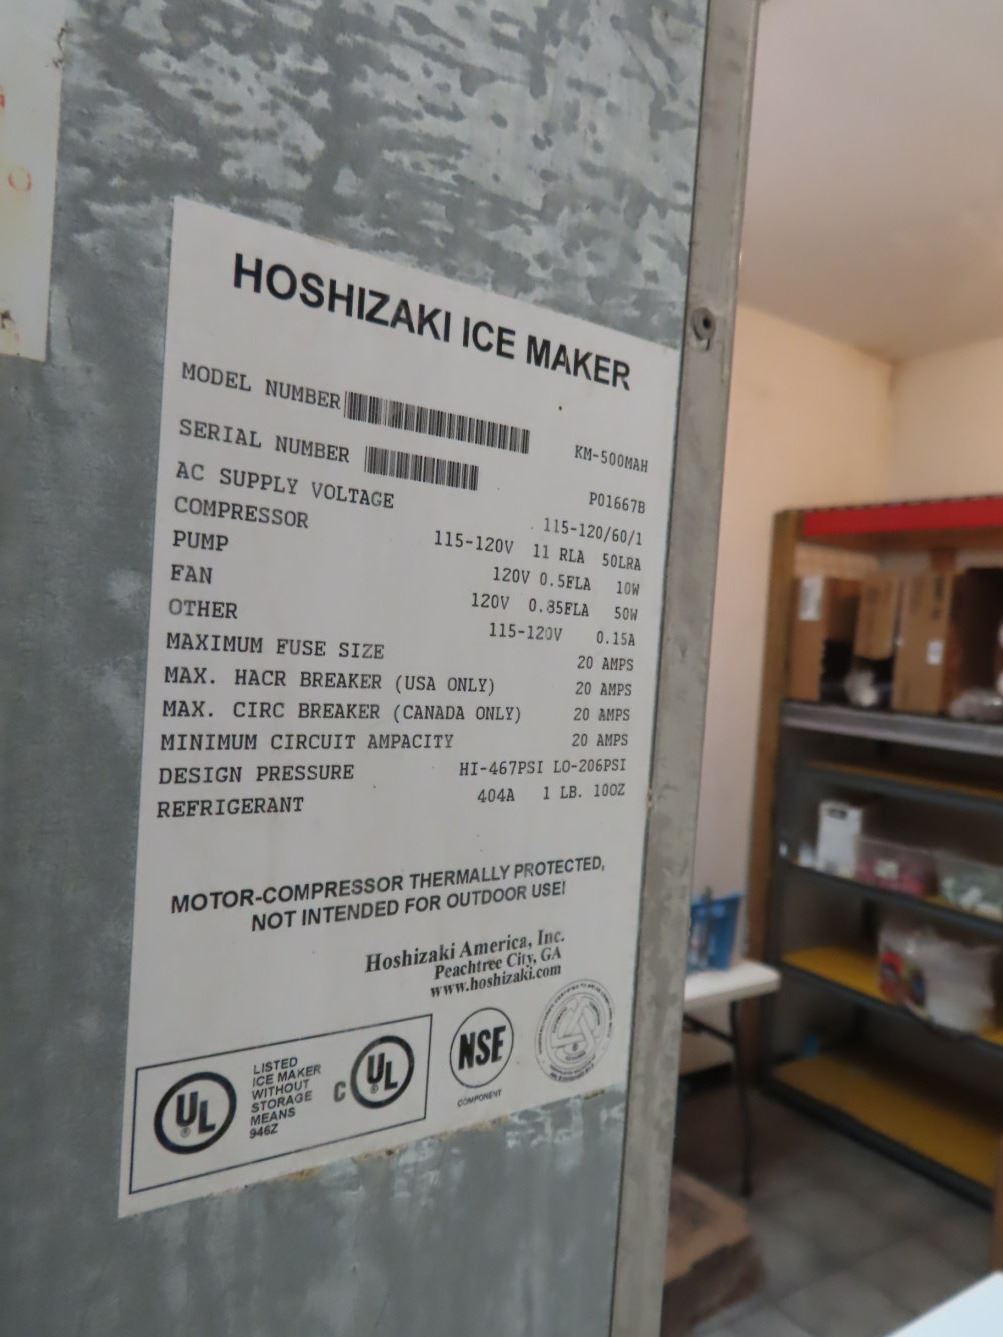 HOSHIZAKI ICE MAKER
MODEL NUMBER KM-500MAH
SERIAL NUMBER P01667B
AC SUPPLY VOLTAGE 115-120/60/1
COMPRESSOR 115-120V 11 RLA 50LRA
PUMP 120V 0.5FLA 10W
FAN 120V 0.85FLA 50W
OTHER 115-120V 0.15A
MAXIMUM FUSE SIZE 20 AMPS
MAX. HACR BREAKER (USA ONLY) 20 AMPS
MAX. CIRC BREAKER (CANADA ONLY) 20 AMPS
MINIMUM CIRCUIT AMPACITY 20 AMPS
DESIGN PRESSURE HI-467PSI LO-206PSI
REFRIGERANT 404A 1 LB. 10OZ
MOTOR-COMPRESSOR THERMALLY PROTECTED,
NOT INTENDED FOR OUTDOOR USE!
Hoshizaki America, Inc.
Peachtree City, GA
www.hoshizaki.com
UL
®
LISTED
ICE MAKER
WITHOUT
STORAGE
MEANS
946Z
C UL
®
NSF
COMPONENT